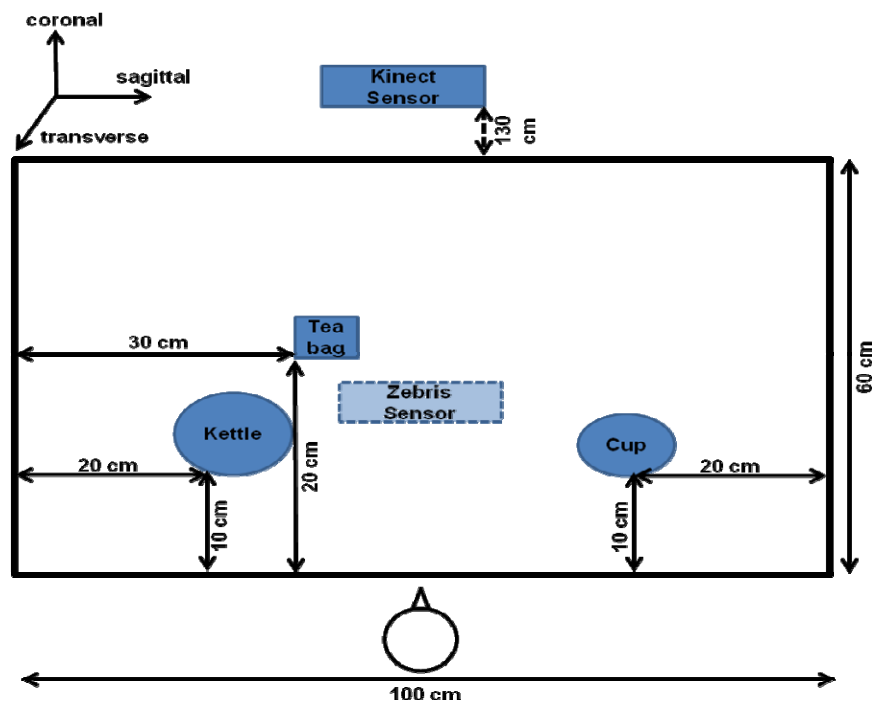 coronal
sagittal
transverse
Kinect
Sensor
130
cm
Tea
bag
30 cm
Zebris
Sensor
60 cm
Kettle
Cup
20 cm
20 cm
20 cm
10 cm
10 cm
100 cm